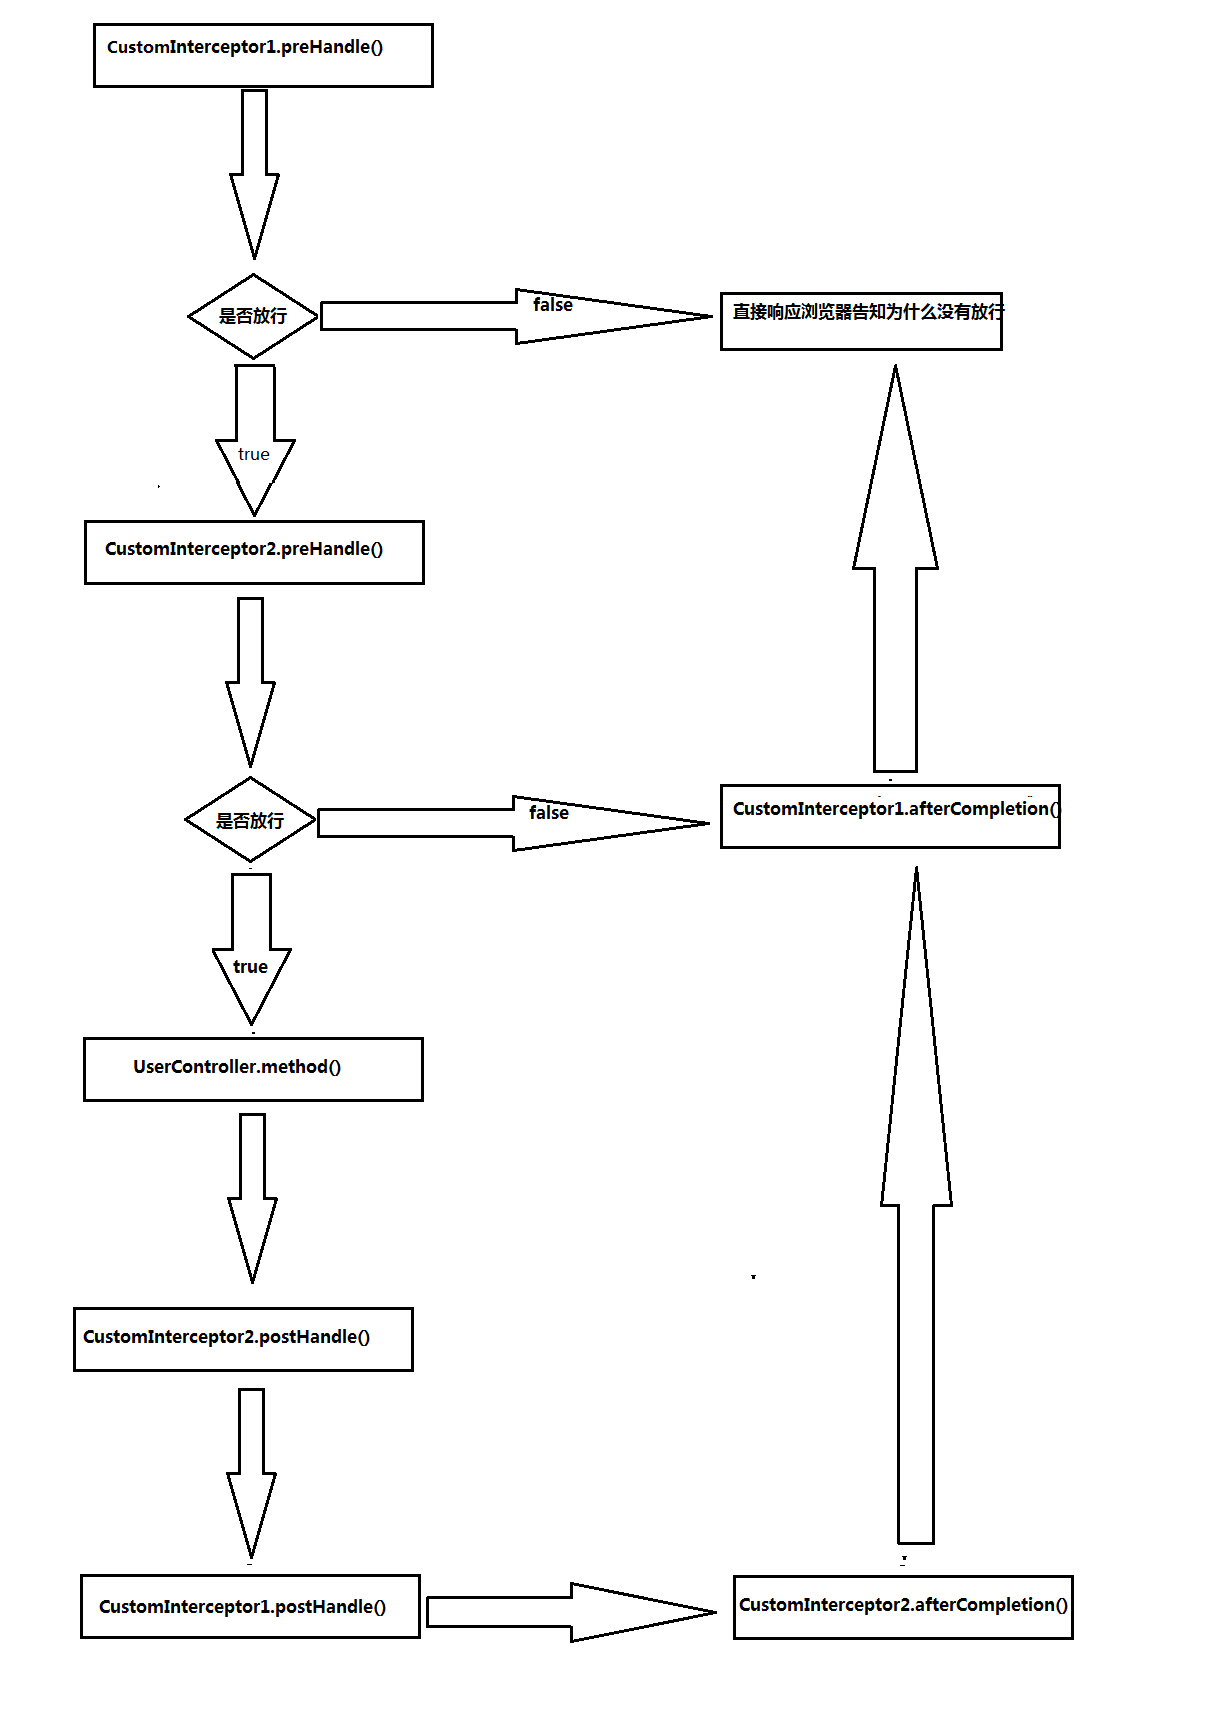 CustomInterceptor1.preHandle()
是否放行
false
直接响应浏览器告知为什么没有放行
true
CustomInterceptor2.preHandle()
是否放行
false
CustomInterceptor1.afterCompletion()
true
UserController.method()
CustomInterceptor2.postHandle()
CustomInterceptor1.postHandle()
CustomInterceptor2.afterCompletion()